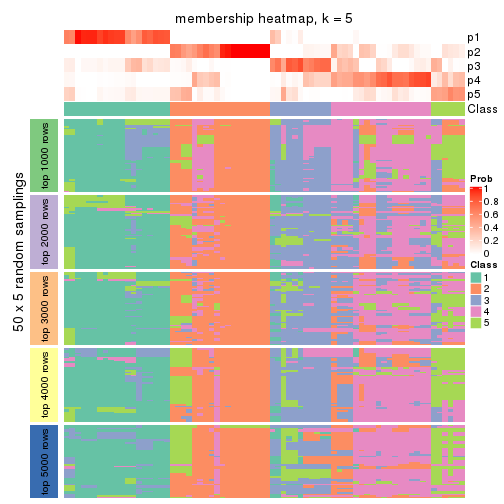 membership heatmap, k = 5
p1
p2
p3
p4
p5
Class
50 x 5 random samplings
top 1000 rows
top 2000 rows
top 3000 rows
top 4000 rows
top 5000 rows
Prob
1
0.8
0.6
0.4
0.2
0
Class
1
2
3
4
5